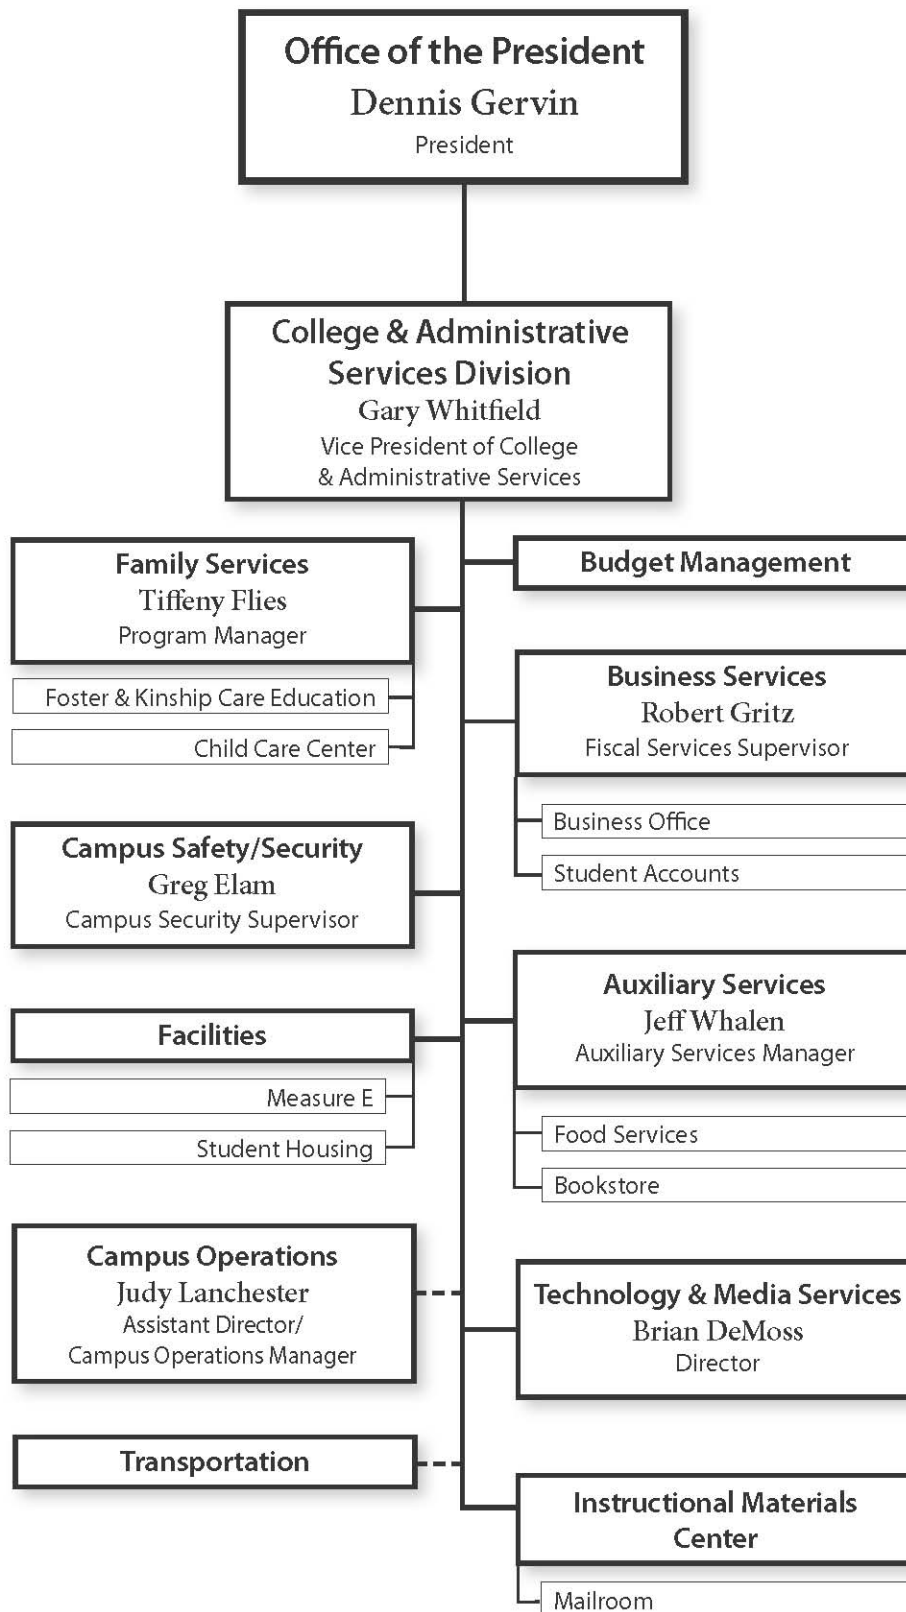 Office of the President
Dennis Gervin
President
College & Administrative
Services Division
Gary Whitfield
Vice President of College
& Administrative Services
Family Services
Tiffeny Flies
Program Manager
Foster & Kinship Care Education
Child Care Center
Campus Safety/Security
Greg Elam
Campus Security Supervisor
Facilities
Measure E
Student Housing
Campus Operations
Judy Lanchester
Assistant Director/
Campus Operations Manager
Transportation
Budget Management
Business Services
Robert Gritz
Fiscal Services Supervisor
Business Office
Student Accounts
Auxiliary Services
Jeff Whalen
Auxiliary Services Manager
Food Services
Bookstore
Technology & Media Services
Brian DeMoss
Director
Instructional Materials
Center
Mailroom